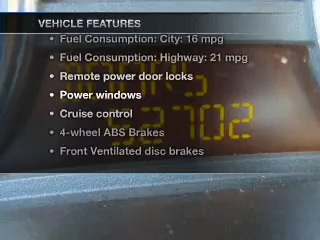 VEHICLE FEATURES
• Fuel Consumption: City: 16 mpg
• Fuel Consumption: Highway: 21 mpg
• Remote power door locks
• Power windows
• Cruise control
• 4-wheel ABS Brakes
• Front Ventilated disc brakes
52702